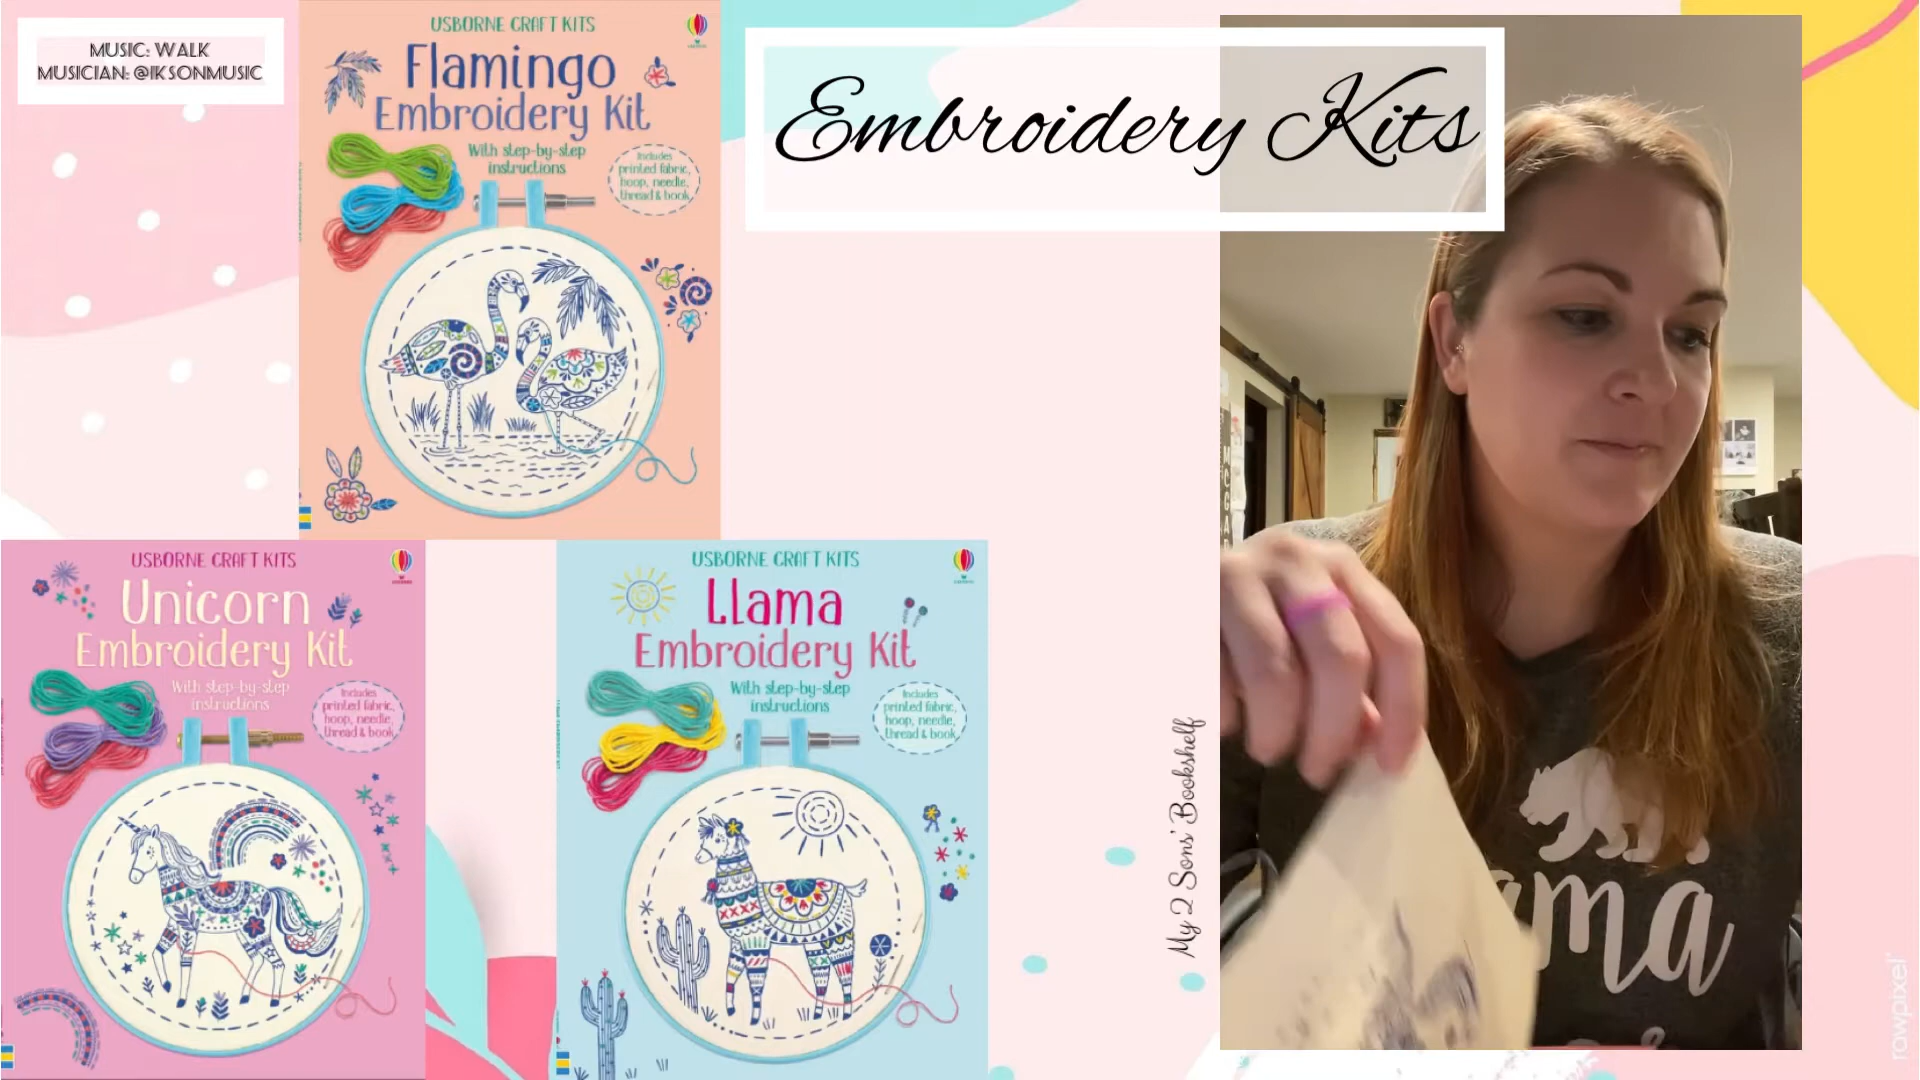 MUSIC: WALK
MUSICIAN: @IKSONMUSIC
USBORNE CRAFT KITS
Flamingo
Embroidery Kit
With step-by-step
instructions
Includes
printed fabric,
hoop, needle,
thread & book
Embroidery Kits
USBORNE CRAFT KITS
Unicorn
Embroidery Kit
With step-by-step
instructions
Includes
printed fabric,
hoop, needle,
thread & book
USBORNE CRAFT KITS
Llama
Embroidery Kit
With step-by-step
instructions
Includes
printed fabric,
hoop, needle,
thread & book
My 2 Sons' Bookshelf
ama
rawpixel